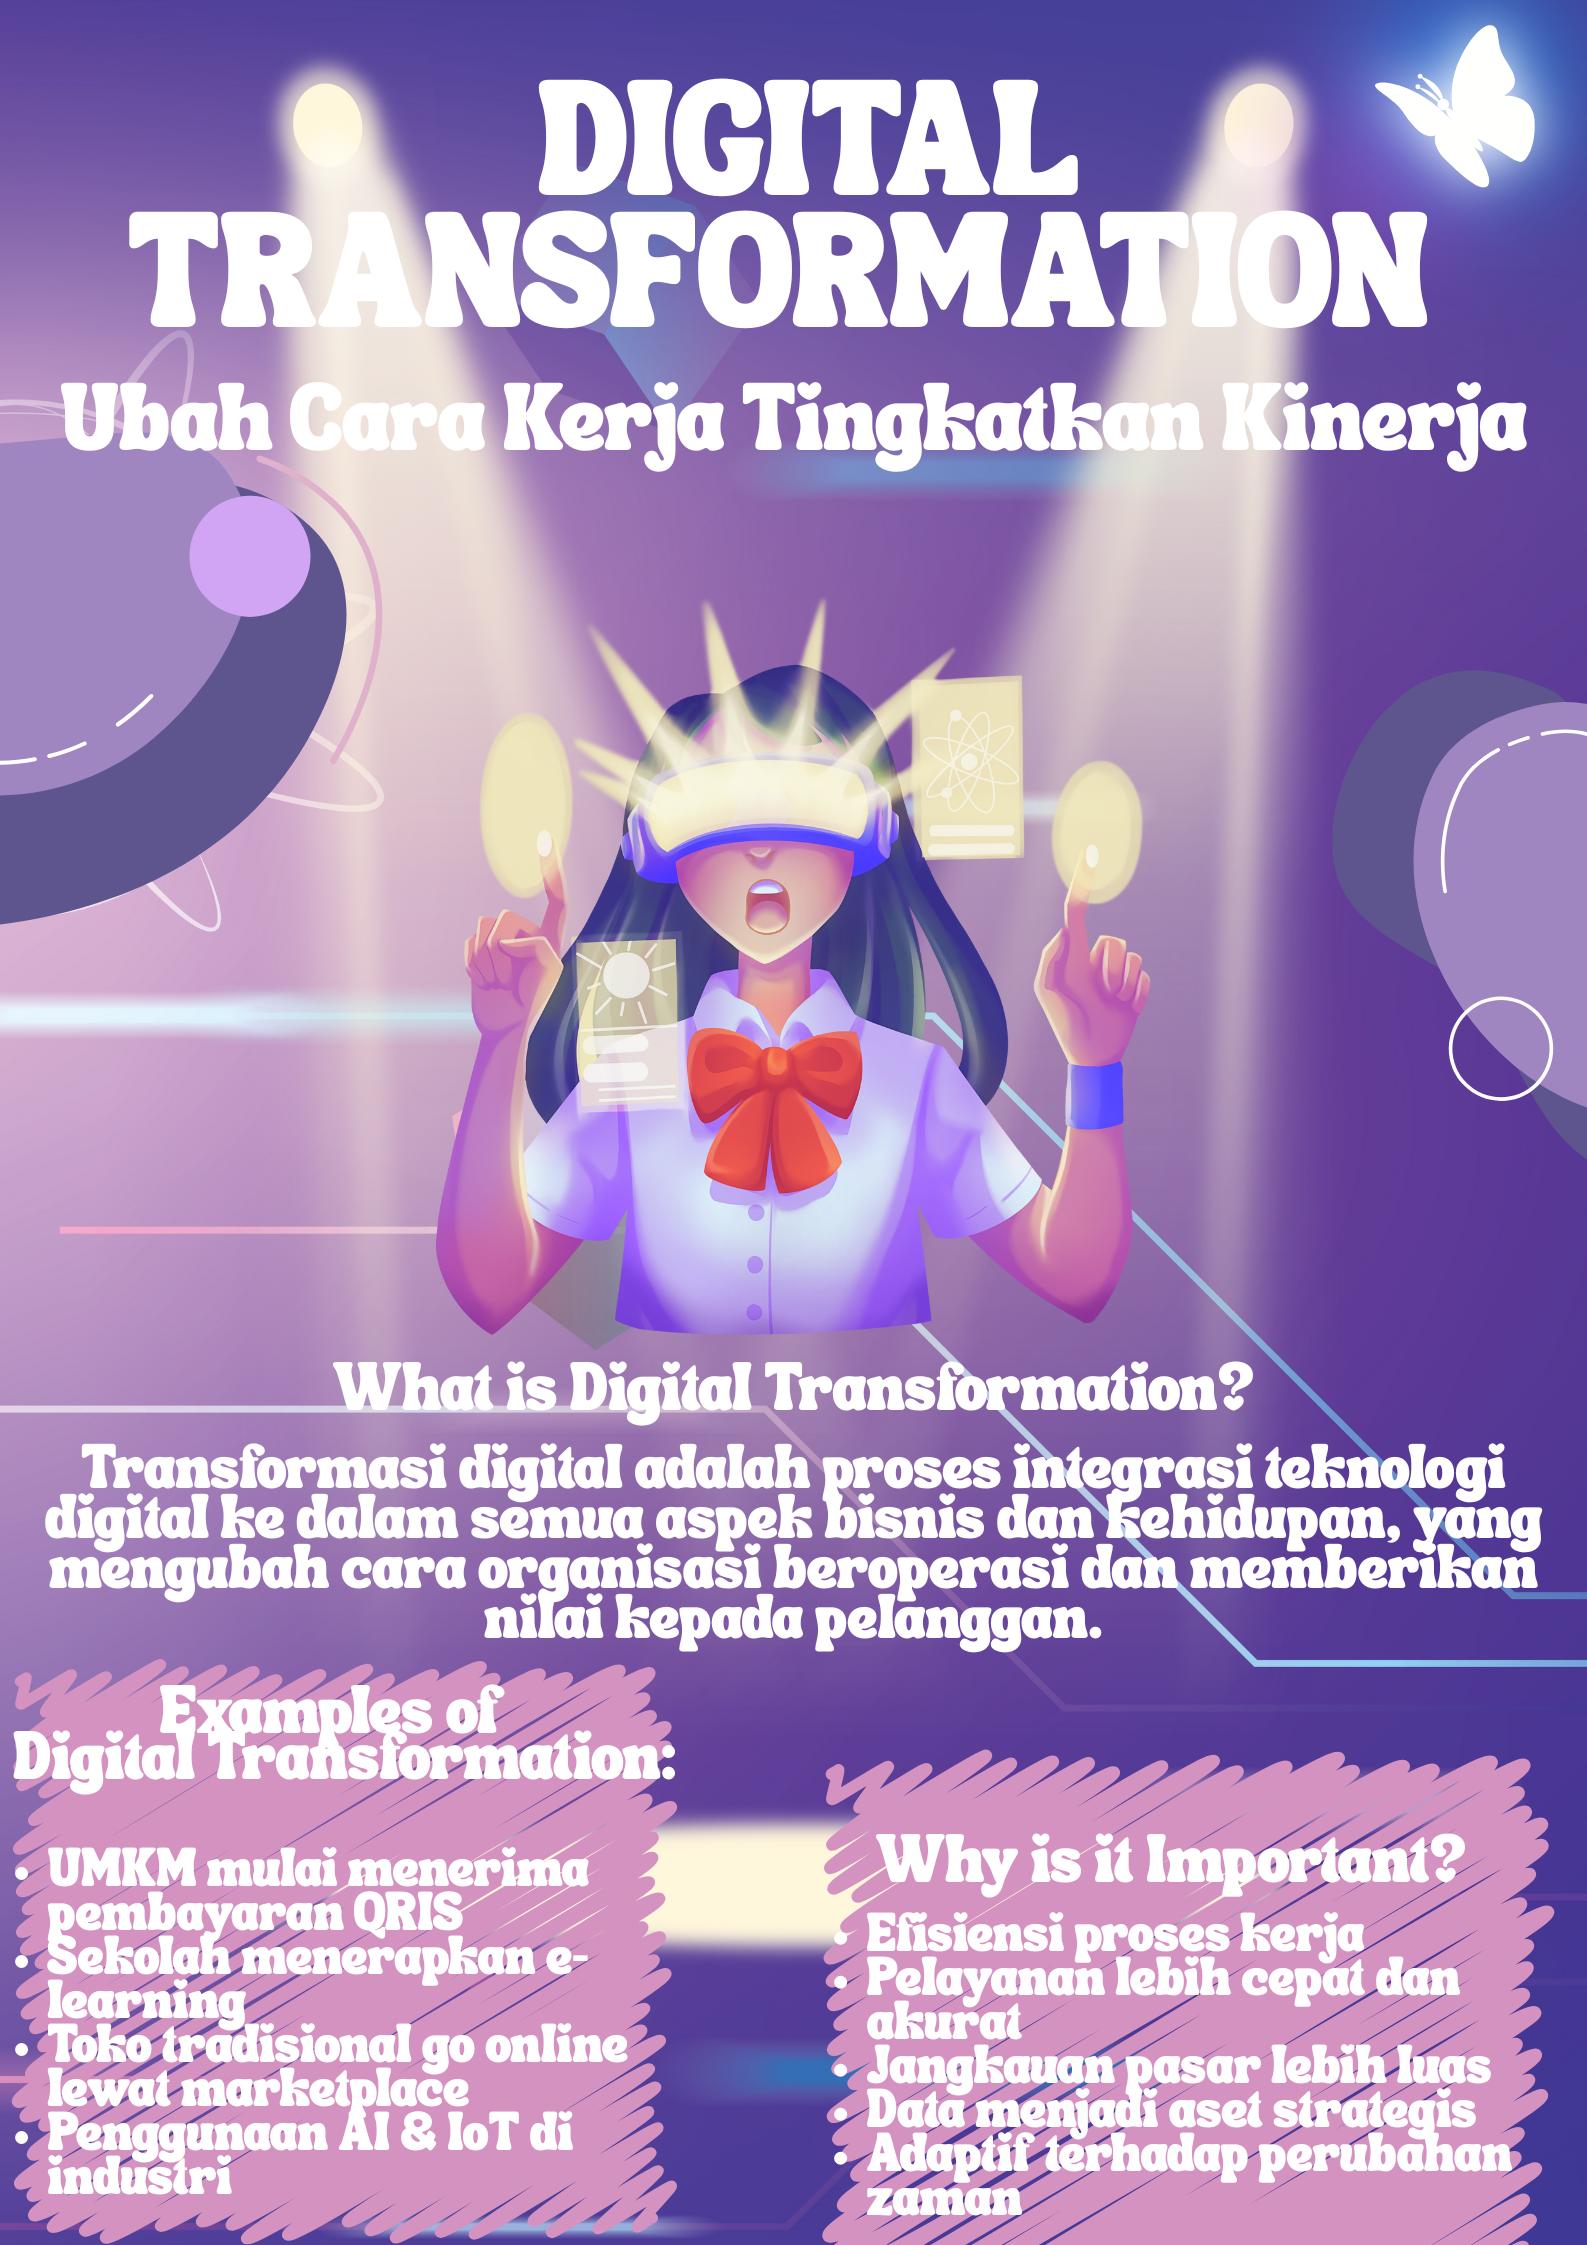 DIGITAL
TRANSFORMATION
Ubah Cara Kerja Tingkatkan Kinerja
What is Digital Transformation?
Transformasi digital adalah proses integrasi teknologi
digital ke dalam semua aspek bisnis dan kehidupan, yang
mengubah cara organisasi beroperasi dan memberikan
nilai kepada pelanggan.
Examples of
Digital Transformation:
• UMKM mulai menerima
pembayaran QRIS
• Sekolah menerapkan e-
learning
• Toko tradisional go online
lewat marketplace
• Penggunaan AI & IoT di
industri
Why is it Important?
• Efisiensi proses kerja
• Pelayanan lebih cepat dan
akurat
• Jangkauan pasar lebih luas
• Data menjadi aset strategis
• Adaptif terhadap perubahan
zaman